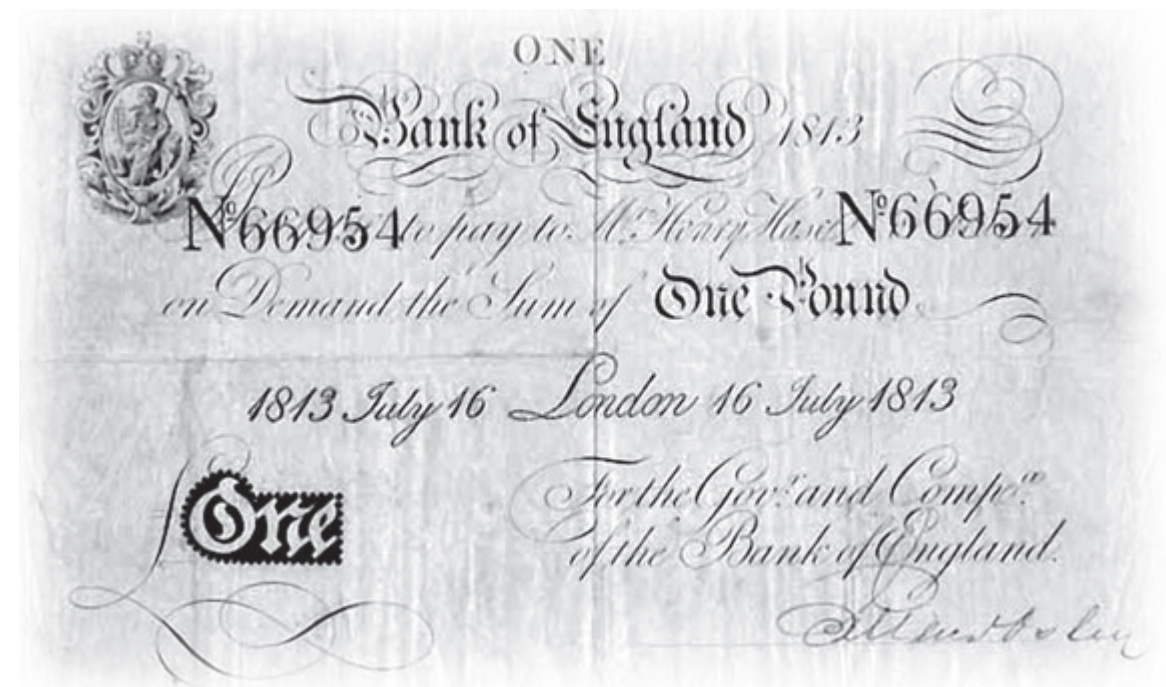 ONE
Bank of England 1813
Nº66954 to pay to Mr. Henry Hase Nº66954
on Demand the Sum of One Pound
1813 July 16 London 16 July 1813
£One
For the Govr. and Compa.
of the Bank of England.